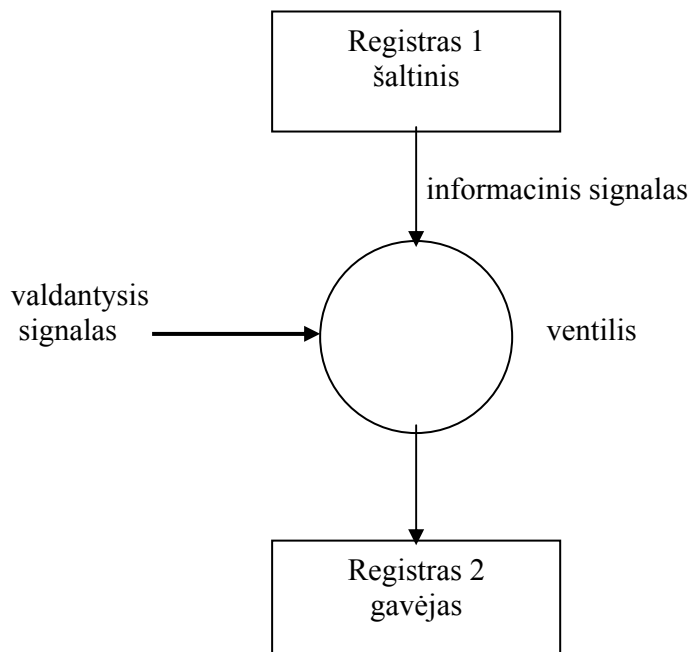 Registras 1
šaltinis
informacinis signalas
valdantysis
signalas
ventilis
Registras 2
gavėjas